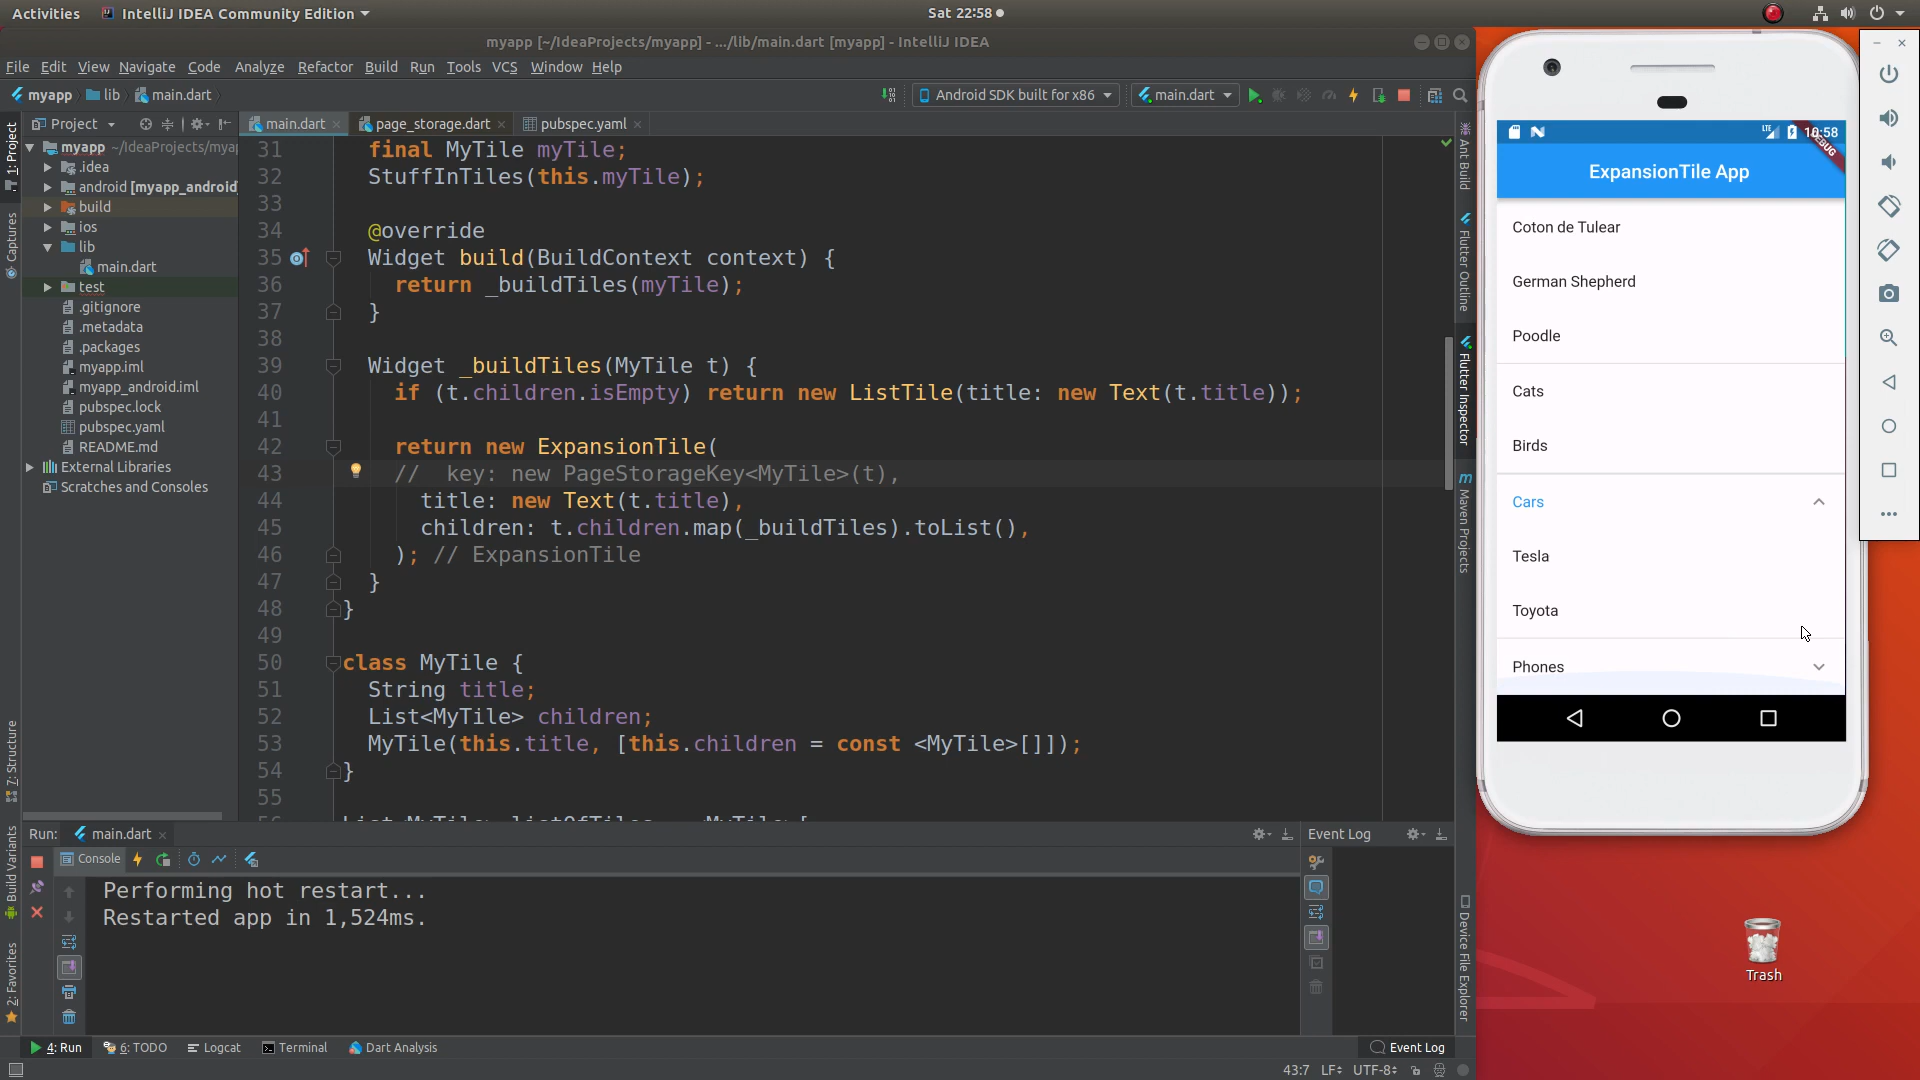 Activities
IntelliJ IDEA Community Edition
Sat 22:58
myapp [~/IdeaProjects/myapp] - .../lib/main.dart [myapp] - IntelliJ IDEA
File Edit View Navigate Code Analyze Refactor Build Run Tools VCS Window Help
myapp lib main.dart
Android SDK built for x86
main.dart
Project
main.dart
page_storage.dart
pubspec.yaml
1: Project
Captures
7: Structure
Build Variants
2: Favorites
myapp ~/IdeaProjects/myap
.idea
android [myapp_android]
build
ios
lib
main.dart
test
.gitignore
.metadata
.packages
myapp.iml
myapp_android.iml
pubspec.lock
pubspec.yaml
README.md
External Libraries
Scratches and Consoles
31 final MyTile myTile;
32 StuffInTiles(this.myTile);
33
34 @override
35 Widget build(BuildContext context) {
36 return _buildTiles(myTile);
37 }
38
39 Widget _buildTiles(MyTile t) {
40 if (t.children.isEmpty) return new ListTile(title: new Text(t.title));
41
42 return new ExpansionTile(
43 // key: new PageStorageKey<MyTile>(t),
44 title: new Text(t.title),
45 children: t.children.map(_buildTiles).toList(),
46 ); // ExpansionTile
47 }
48 }
49
50 class MyTile {
51 String title;
52 List<MyTile> children;
53 MyTile(this.title, [this.children = const <MyTile>[]]);
54 }
55
Ant Build
Flutter Outline
Flutter Inspector
Maven Projects
Device File Explorer
Run: main.dart
Console
Performing hot restart...
Restarted app in 1,524ms.
Event Log
4: Run
6: TODO
Logcat
Terminal
Dart Analysis
Event Log
43:7 LF UTF-8
LTE
10:58
DEBUG
ExpansionTile App
Coton de Tulear
German Shepherd
Poodle
Cats
Birds
Cars
Tesla
Toyota
Phones
Trash